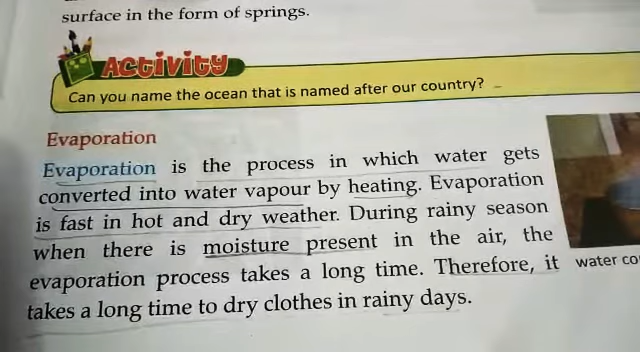 surface in the form of springs.
Activity
Can you name the ocean that is named after our country?
Evaporation
Evaporation is the process in which water gets
converted into water vapour by heating. Evaporation
is fast in hot and dry weather. During rainy season
when there is moisture present in the air, the
evaporation process takes a long time. Therefore, it
takes a long time to dry clothes in rainy days.
water co